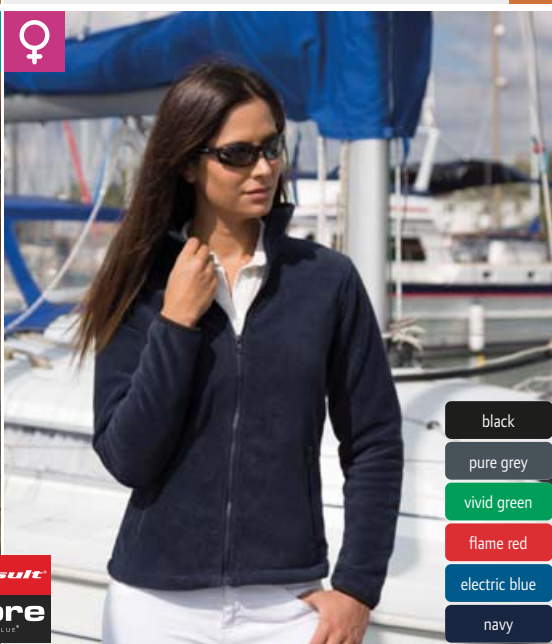 black
pure grey
vivid green
flame red
electric blue
navy